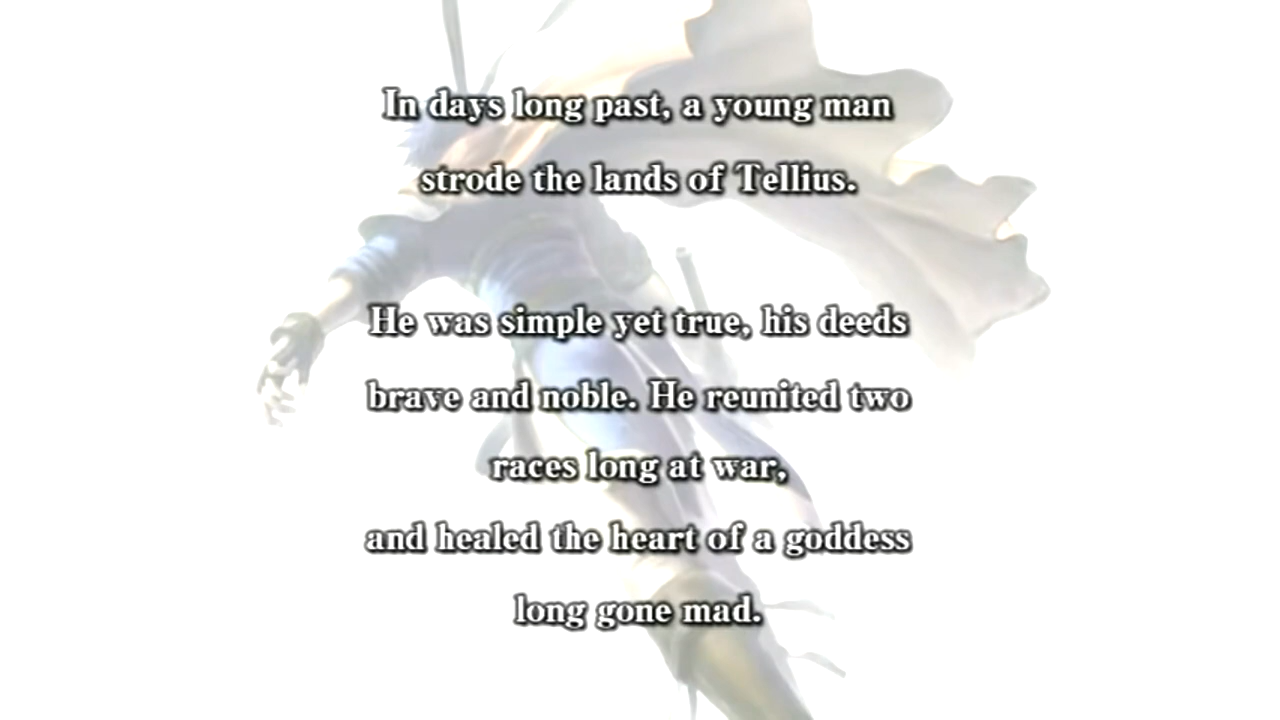 In days long past, a young man
strode the lands of Tellius.
He was simple yet true, his deeds
brave and noble. He reunited two
races long at war,
and healed the heart of a goddess
long gone mad.